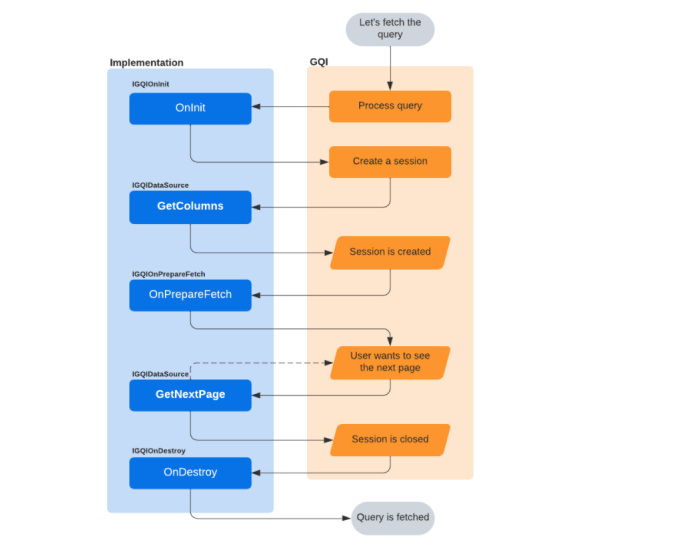 Let's fetch the
query
Implementation
GQI
IGQIOnInit
OnInit
Process query
Create a session
IGQIDataSource
GetColumns
Session is created
IGQIOnPrepareFetch
OnPrepareFetch
User wants to see
the next page
IGQIDataSource
GetNextPage
Session is closed
IGQIOnDestroy
OnDestroy
Query is fetched